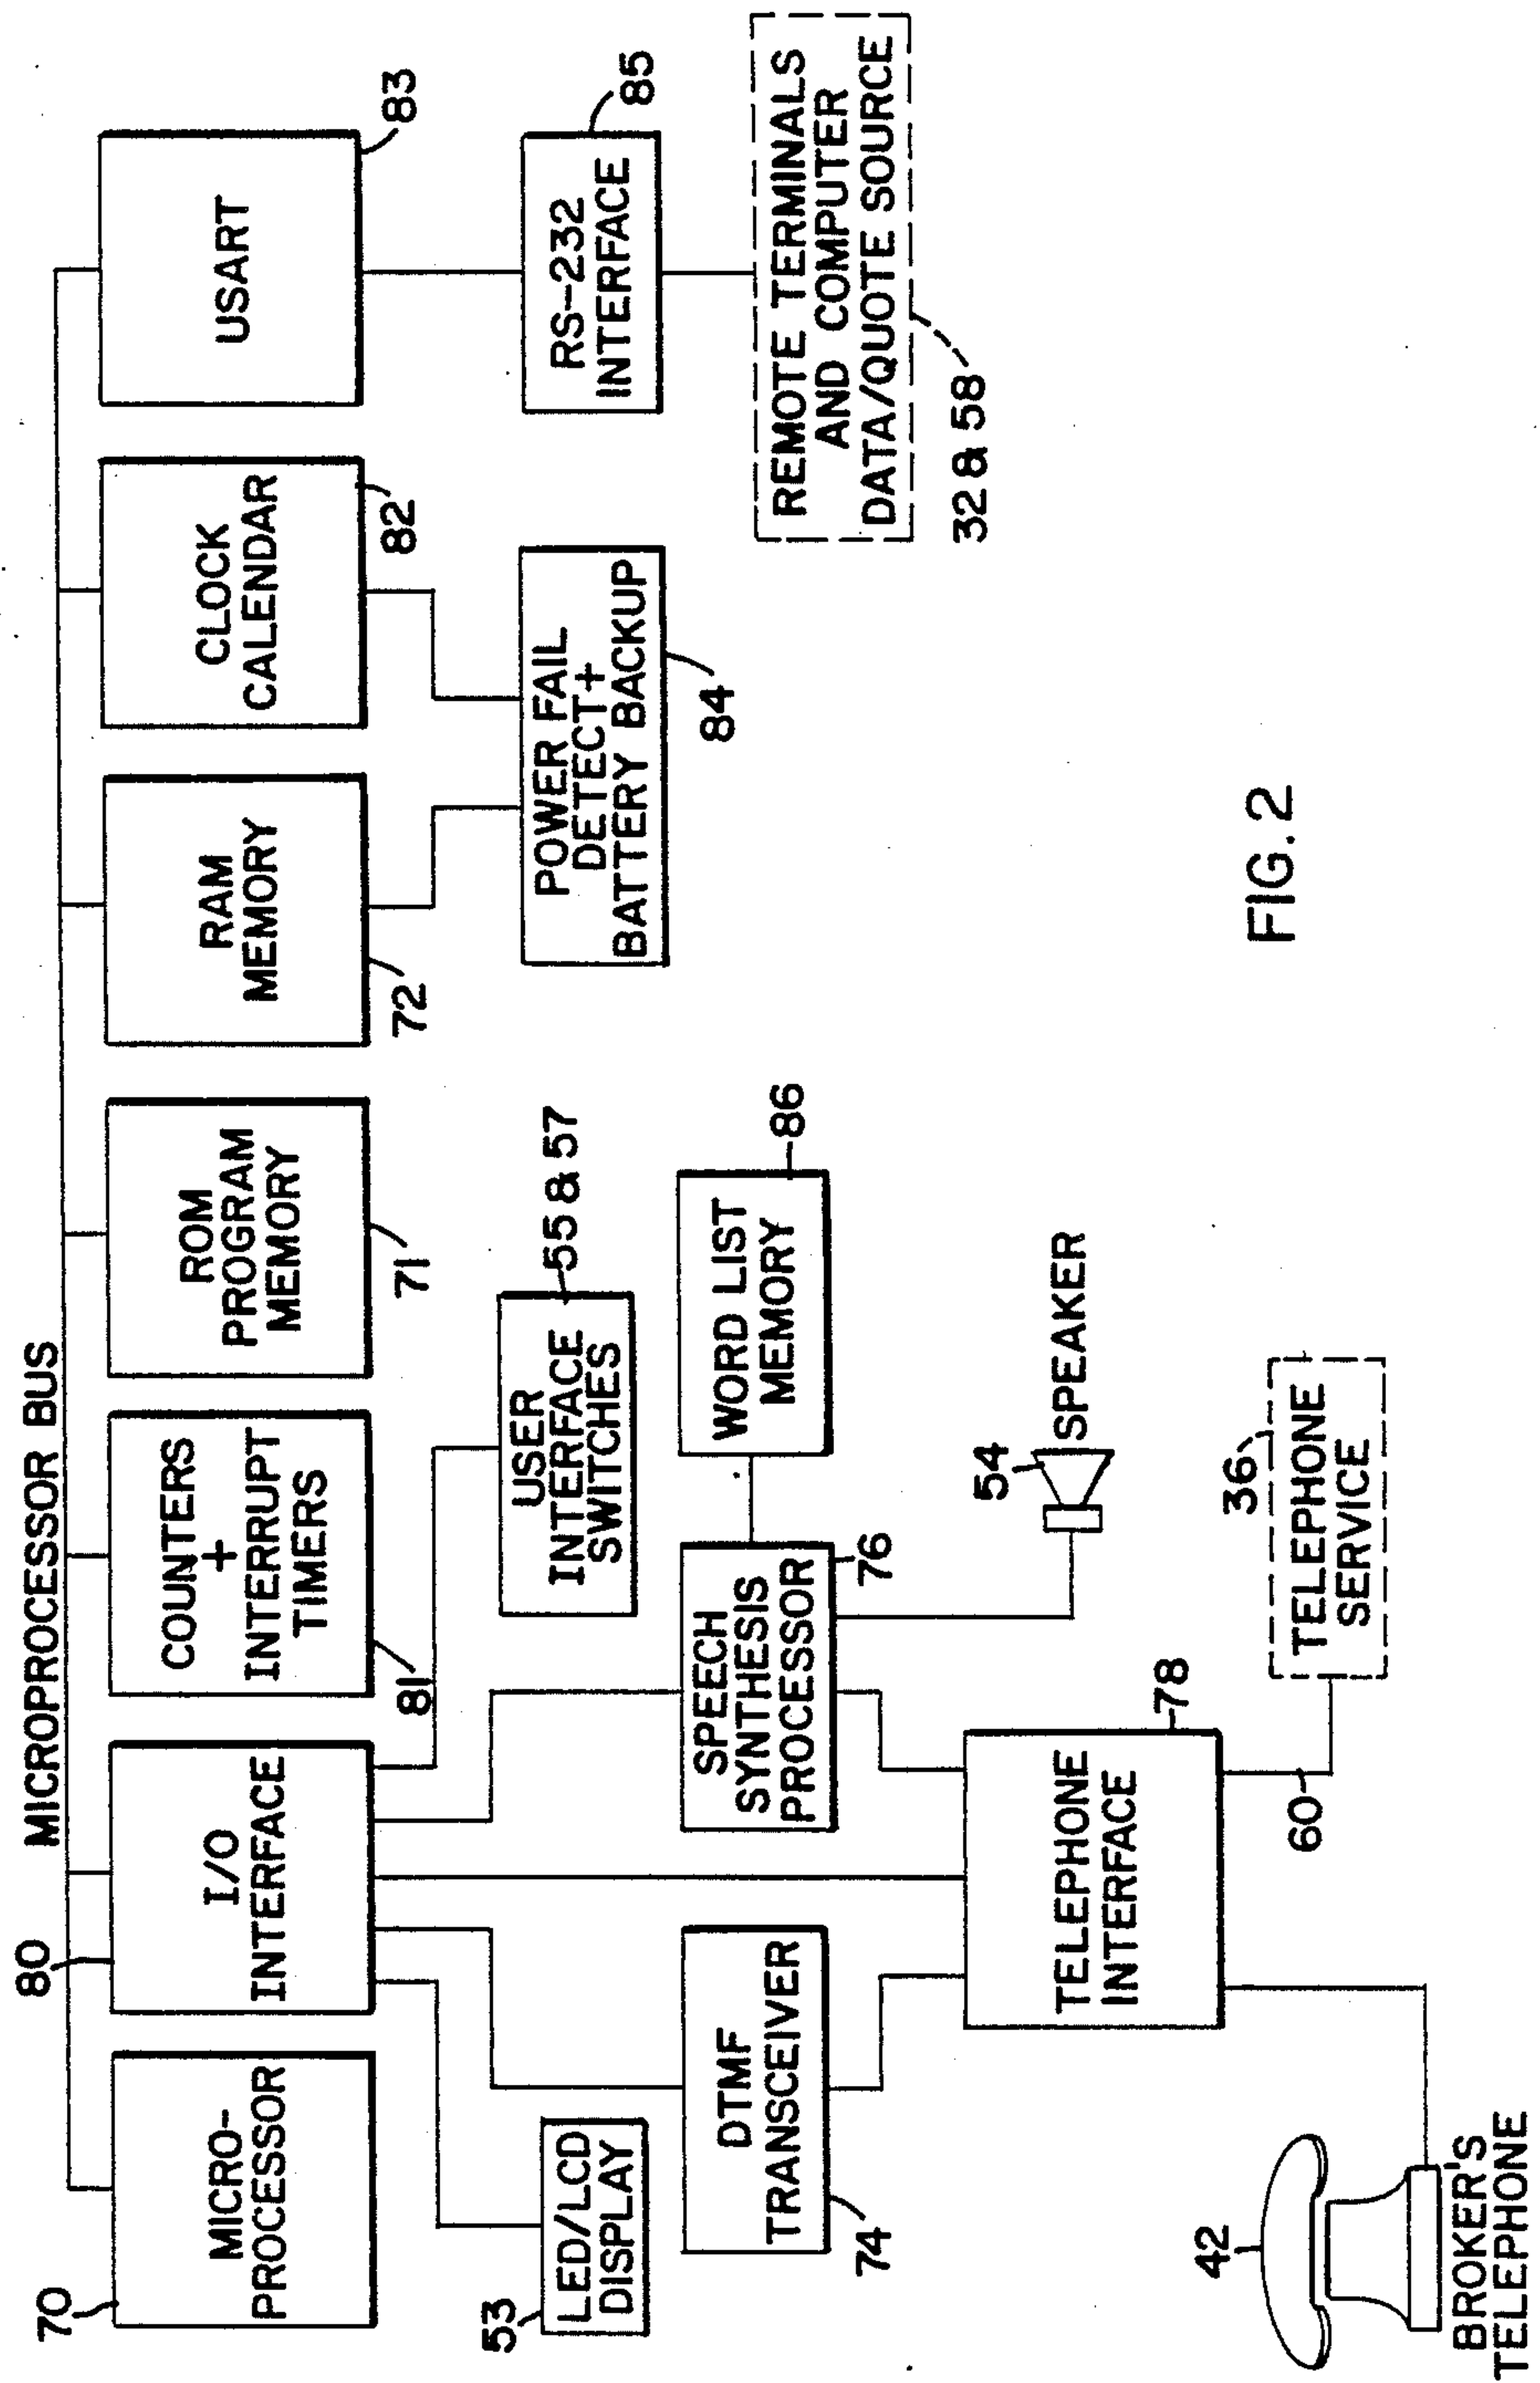 MICROPROCESSOR BUS
70
MICRO-
PROCESSOR
80
I/O
INTERFACE
COUNTERS
+
INTERRUPT
TIMERS
81
ROM
PROGRAM
MEMORY
71
RAM
MEMORY
72
CLOCK
CALENDAR
82
USART
83
53
LED/LCD
DISPLAY
USER
INTERFACE
SWITCHES
55 & 57
POWER FAIL
DETECT +
BATTERY BACKUP
84
RS-232
INTERFACE
85
DTMF
TRANSCEIVER
74
SPEECH
SYNTHESIS
PROCESSOR
76
WORD LIST
MEMORY
86
REMOTE TERMINALS
AND COMPUTER
DATA/QUOTE SOURCE
32 & 58
54
SPEAKER
TELEPHONE
INTERFACE
78
36
TELEPHONE
SERVICE
60
42
BROKER'S
TELEPHONE
FIG. 2